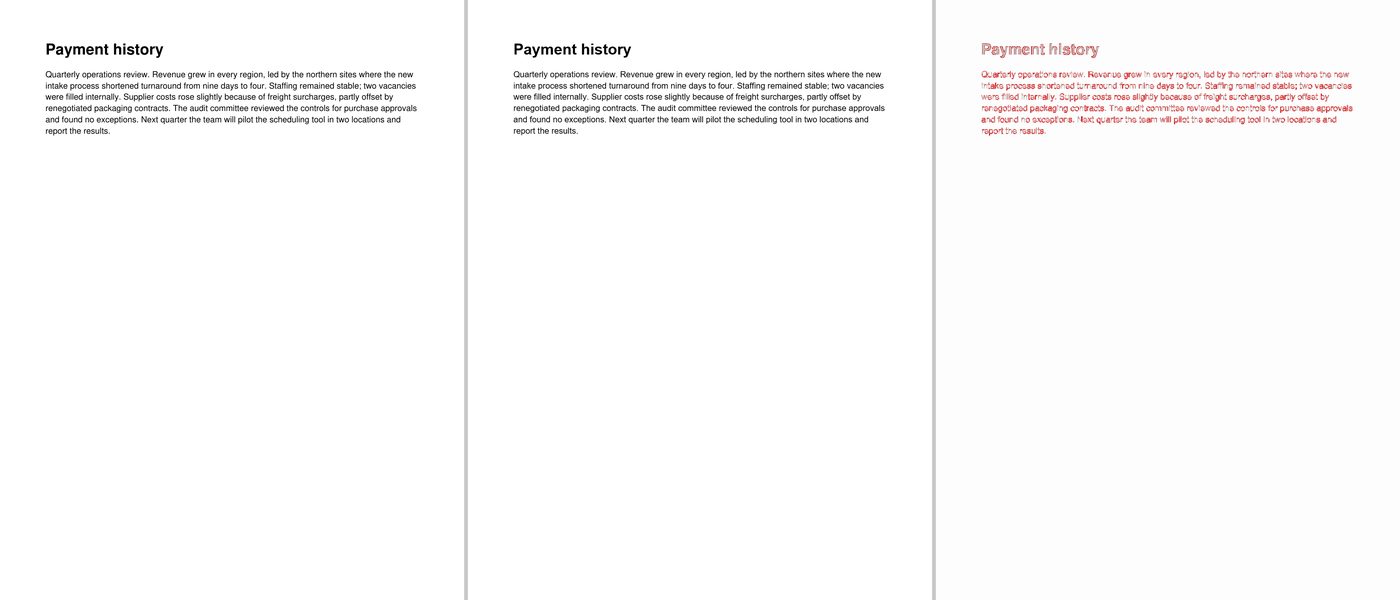 Payment history
Quarterly operations review. Revenue grew in every region, led by the northern sites where the new
intake process shortened turnaround from nine days to four. Staffing remained stable; two vacancies
were filled internally. Supplier costs rose slightly because of freight surcharges, partly offset by
renegotiated packaging contracts. The audit committee reviewed the controls for purchase approvals
and found no exceptions. Next quarter the team will pilot the scheduling tool in two locations and
report the results.
Payment history
Quarterly operations review. Revenue grew in every region, led by the northern sites where the new
intake process shortened turnaround from nine days to four. Staffing remained stable; two vacancies
were filled internally. Supplier costs rose slightly because of freight surcharges, partly offset by
renegotiated packaging contracts. The audit committee reviewed the controls for purchase approvals
and found no exceptions. Next quarter the team will pilot the scheduling tool in two locations and
report the results.
Payment history
Quarterly operations review. Revenue grew in every region, led by the northern sites where the new
intake process shortened turnaround from nine days to four. Staffing remained stable; two vacancies
were filled internally. Supplier costs rose slightly because of freight surcharges, partly offset by
renegotiated packaging contracts. The audit committee reviewed the controls for purchase approvals
and found no exceptions. Next quarter the team will pilot the scheduling tool in two locations and
report the results.